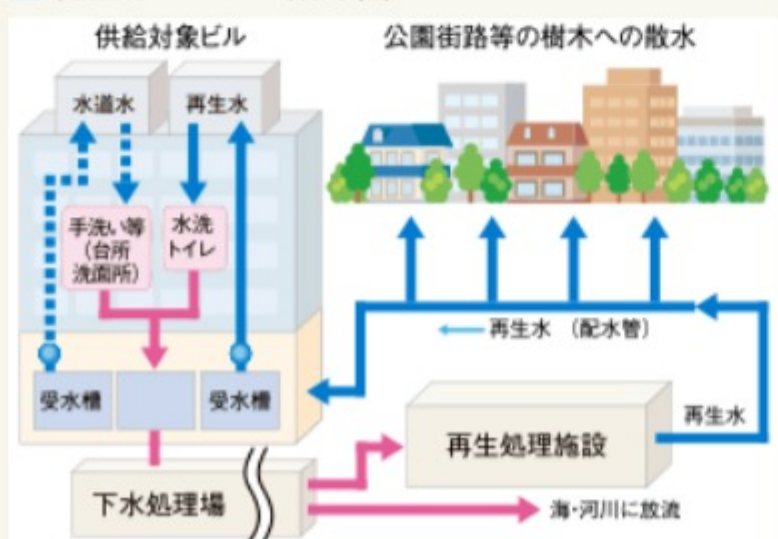 供給対象ビル
公園街路等の樹木への散水
水道水
再生水
手洗い等
(台所
洗面所)
水洗
トイレ
再生水 (配水管)
受水槽
受水槽
再生水
再生処理施設
下水処理場
海・河川に放流